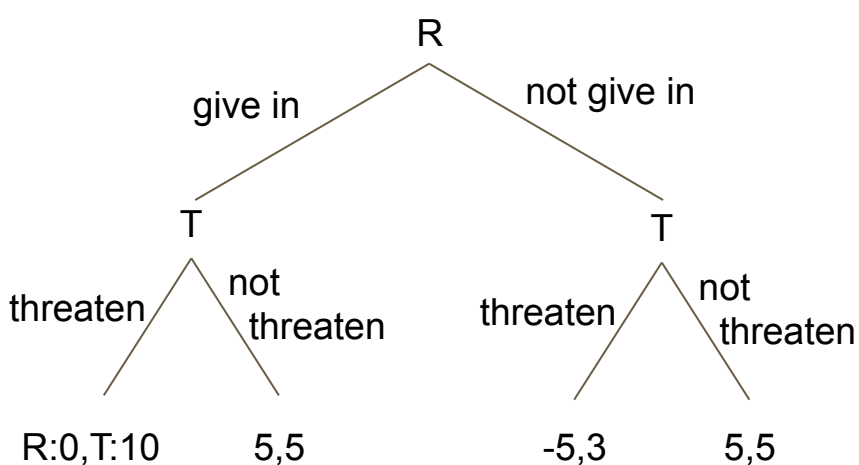 R
give in
not give in
T
T
threaten
not
threaten
threaten
not
threaten
R:0,T:10
5,5
-5,3
5,5